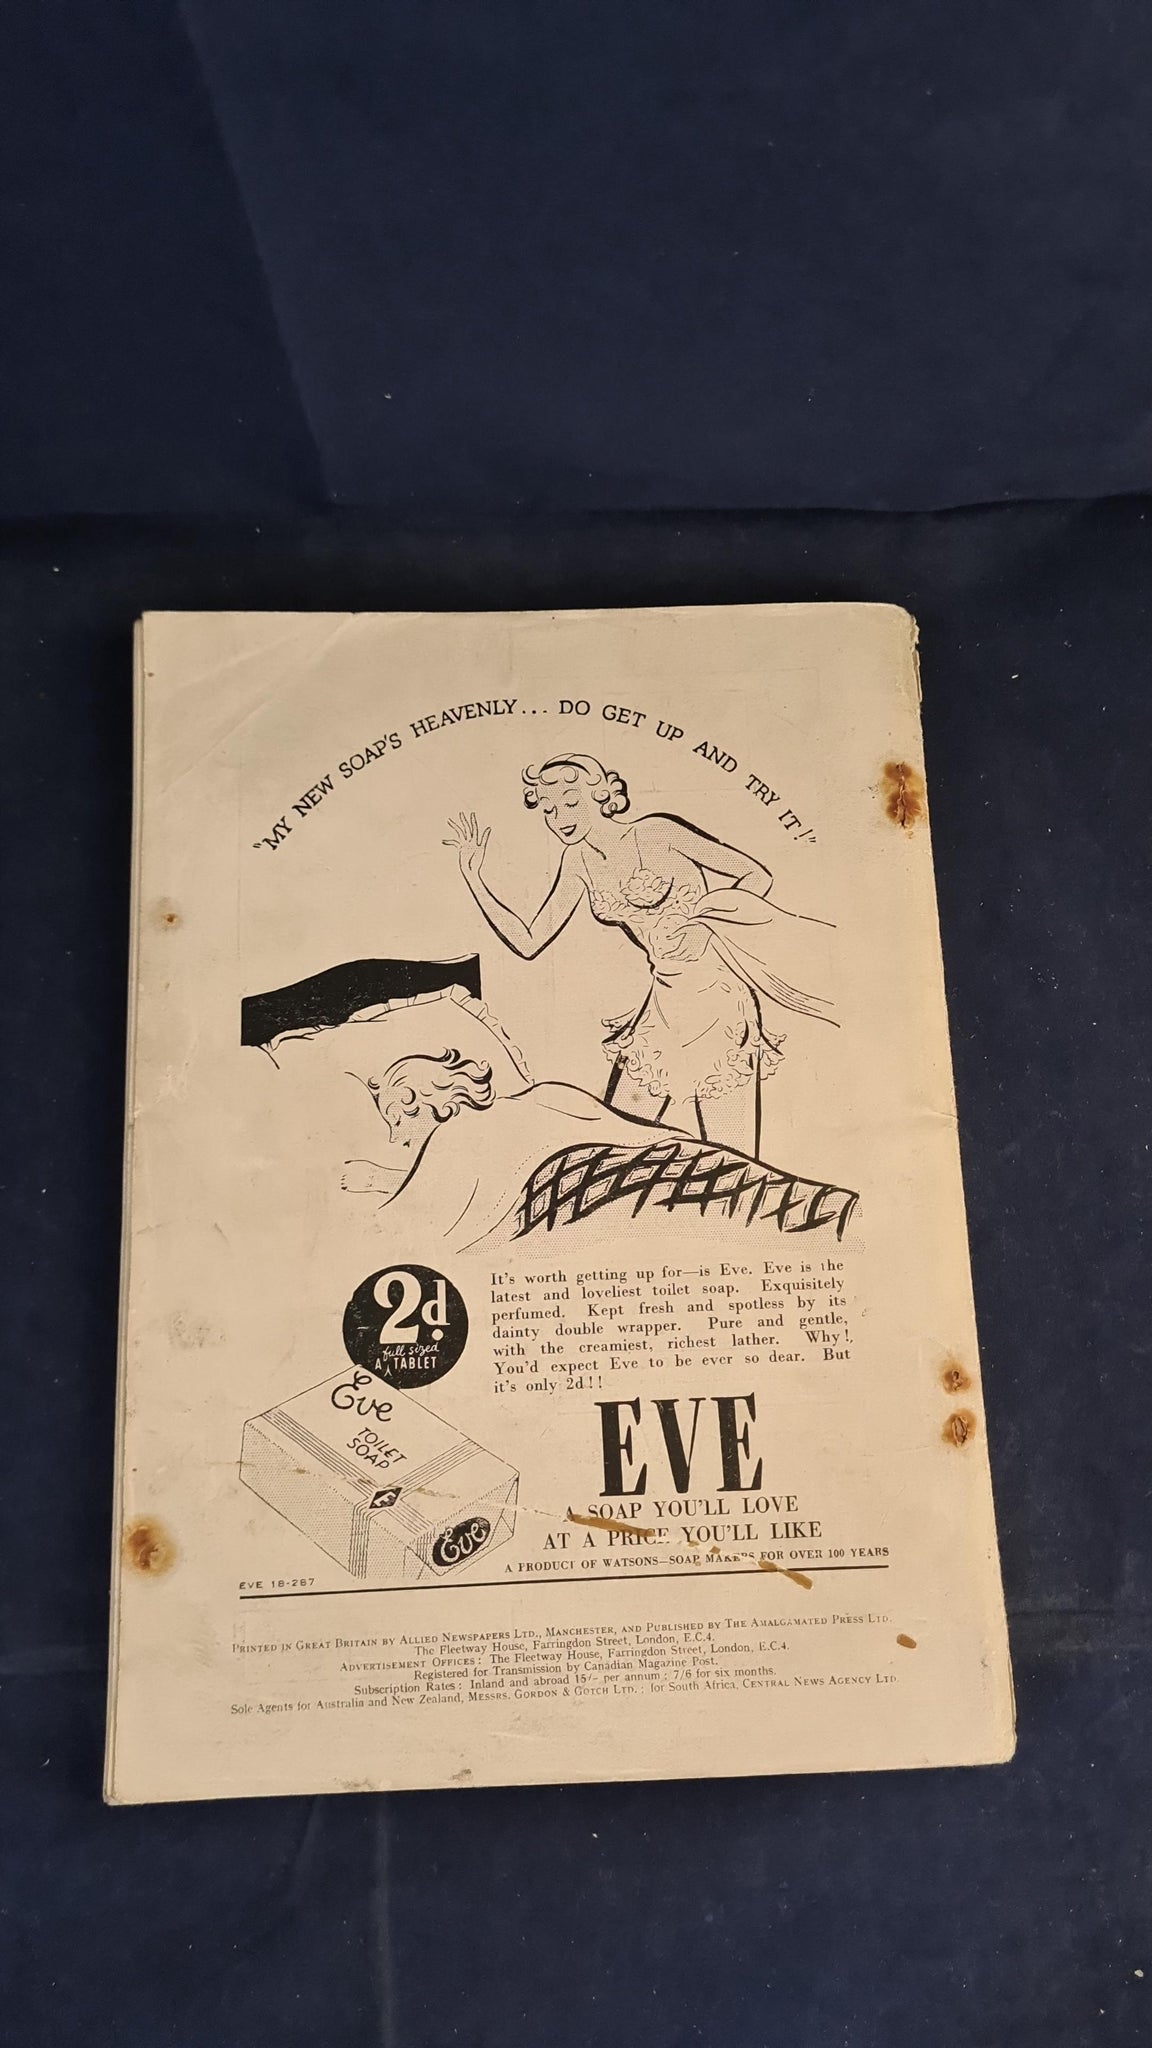 "MY NEW SOAP'S HEAVENLY... DO GET UP AND TRY IT!"
2d.
full sized
A TABLET
It's worth getting up for—is Eve. Eve is the
latest and loveliest toilet soap. Exquisitely
perfumed. Kept fresh and spotless by its
dainty double wrapper. Pure and gentle,
with the creamiest, richest lather. Why!,
You'd expect Eve to be ever so dear. But
it's only 2d!!
Eve
TOILET
SOAP
Eve
EVE
A SOAP YOU'LL LOVE
AT A PRICE YOU'LL LIKE
A PRODUCT OF WATSONS—SOAP MAKERS FOR OVER 100 YEARS
EVE 18-287
PRINTED IN GREAT BRITAIN BY ALLIED NEWSPAPERS LTD., MANCHESTER, AND PUBLISHED BY THE AMALGAMATED PRESS LTD.
The Fleetway House, Farringdon Street, London, E.C.4.
ADVERTISEMENT OFFICES: The Fleetway House, Farringdon Street, London, E.C.4.
Registered for Transmission by Canadian Magazine Post.
Subscription Rates: Inland and abroad 15/- per annum; 7/6 for six months.
Sole Agents for Australia and New Zealand, MESSRS. GORDON & GOTCH LTD.; for South Africa, CENTRAL NEWS AGENCY LTD.